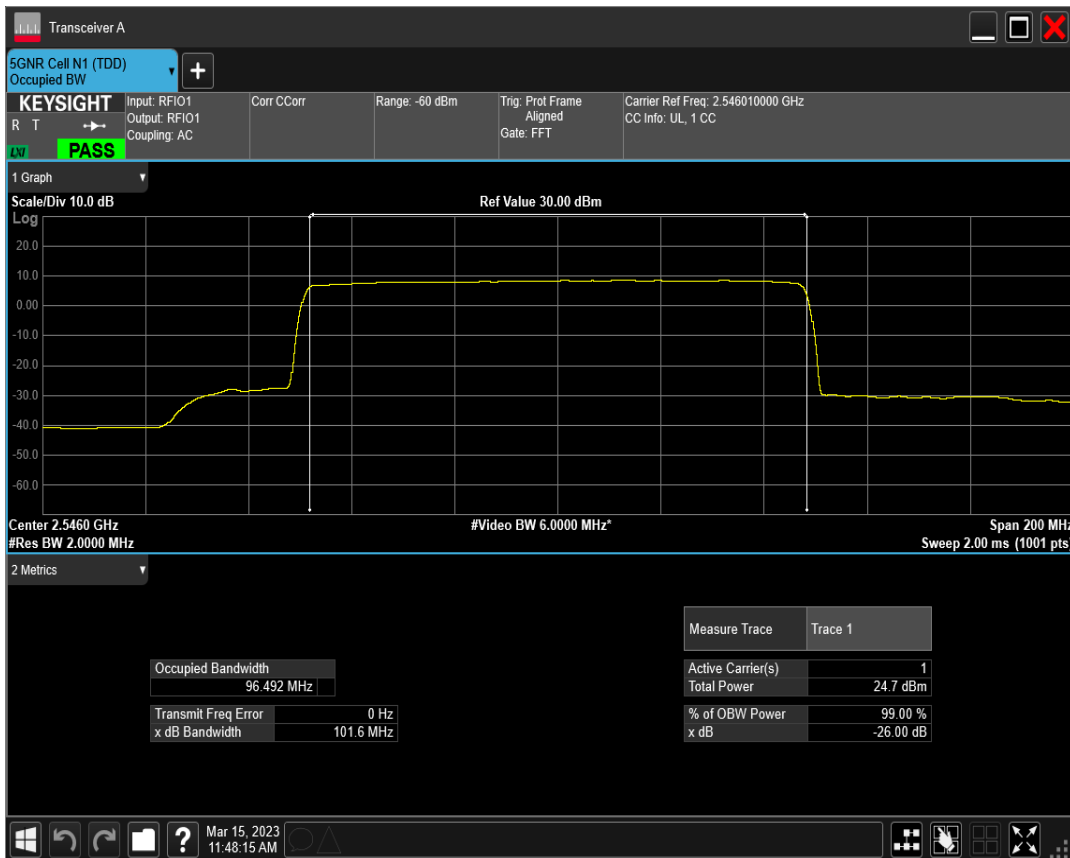 Transceiver A
5GNR Cell N1 (TDD)
Occupied BW
+
KEYSIGHT
R T
LXI
PASS
Input: RFIO1
Output: RFIO1
Coupling: AC
Corr CCorr
Range: -60 dBm
Trig: Prot Frame
Aligned
Gate: FFT
Carrier Ref Freq: 2.546010000 GHz
CC Info: UL, 1 CC
1 Graph
Scale/Div 10.0 dB
Ref Value 30.00 dBm
Log
20.0
10.0
0.00
-10.0
-20.0
-30.0
-40.0
-50.0
-60.0
Center 2.5460 GHz
#Video BW 6.0000 MHz*
Span 200 MHz
#Res BW 2.0000 MHz
Sweep 2.00 ms (1001 pts)
2 Metrics
Measure Trace Trace 1
Occupied Bandwidth
96.492 MHz
Active Carrier(s) 1
Total Power 24.7 dBm
Transmit Freq Error 0 Hz
x dB Bandwidth 101.6 MHz
% of OBW Power 99.00 %
x dB -26.00 dB
?
Mar 15, 2023
11:48:15 AM